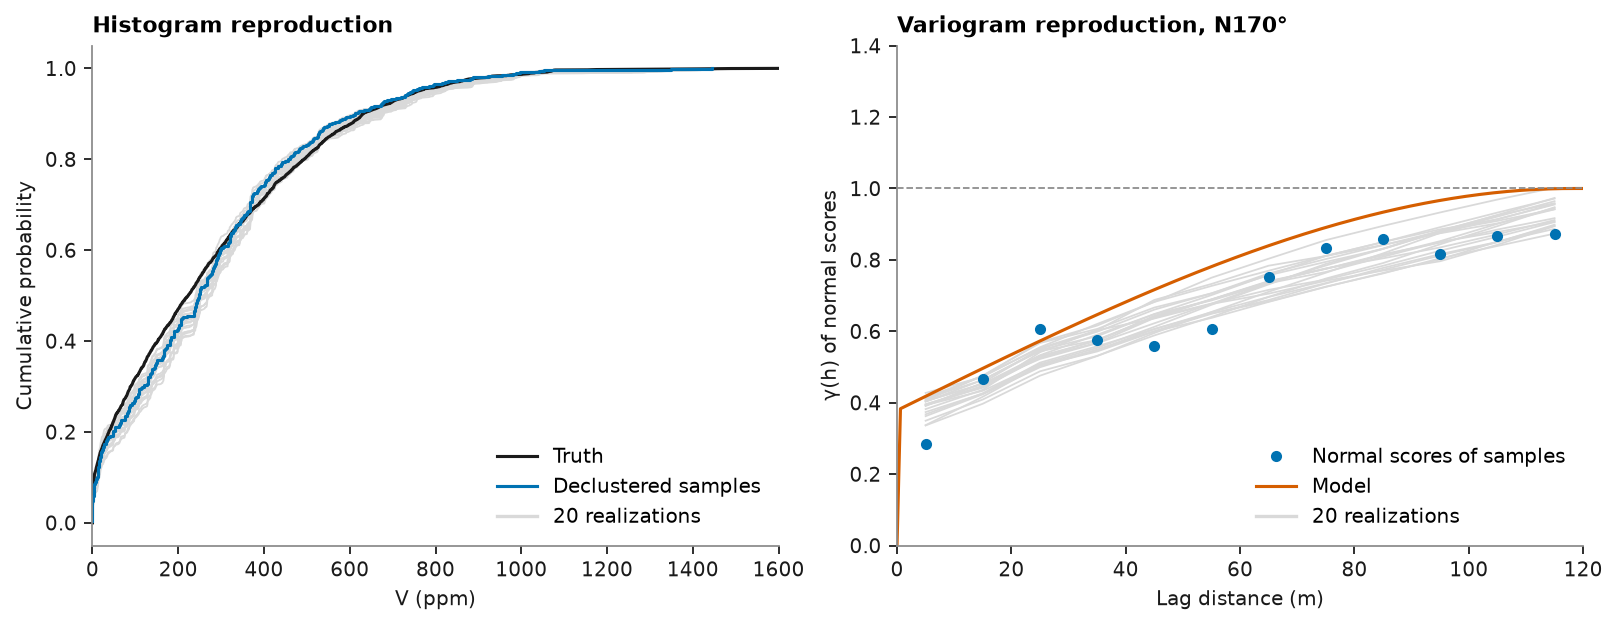 Histogram reproduction
Cumulative probability
1.0
0.8
0.6
0.4
0.2
0.0
Truth
Declustered samples
20 realizations
0 200 400 600 800 1000 1200 1400 1600
V (ppm)
Variogram reproduction, N170°
γ(h) of normal scores
1.4
1.2
1.0
0.8
0.6
0.4
0.2
0.0
Normal scores of samples
Model
20 realizations
0 20 40 60 80 100 120
Lag distance (m)